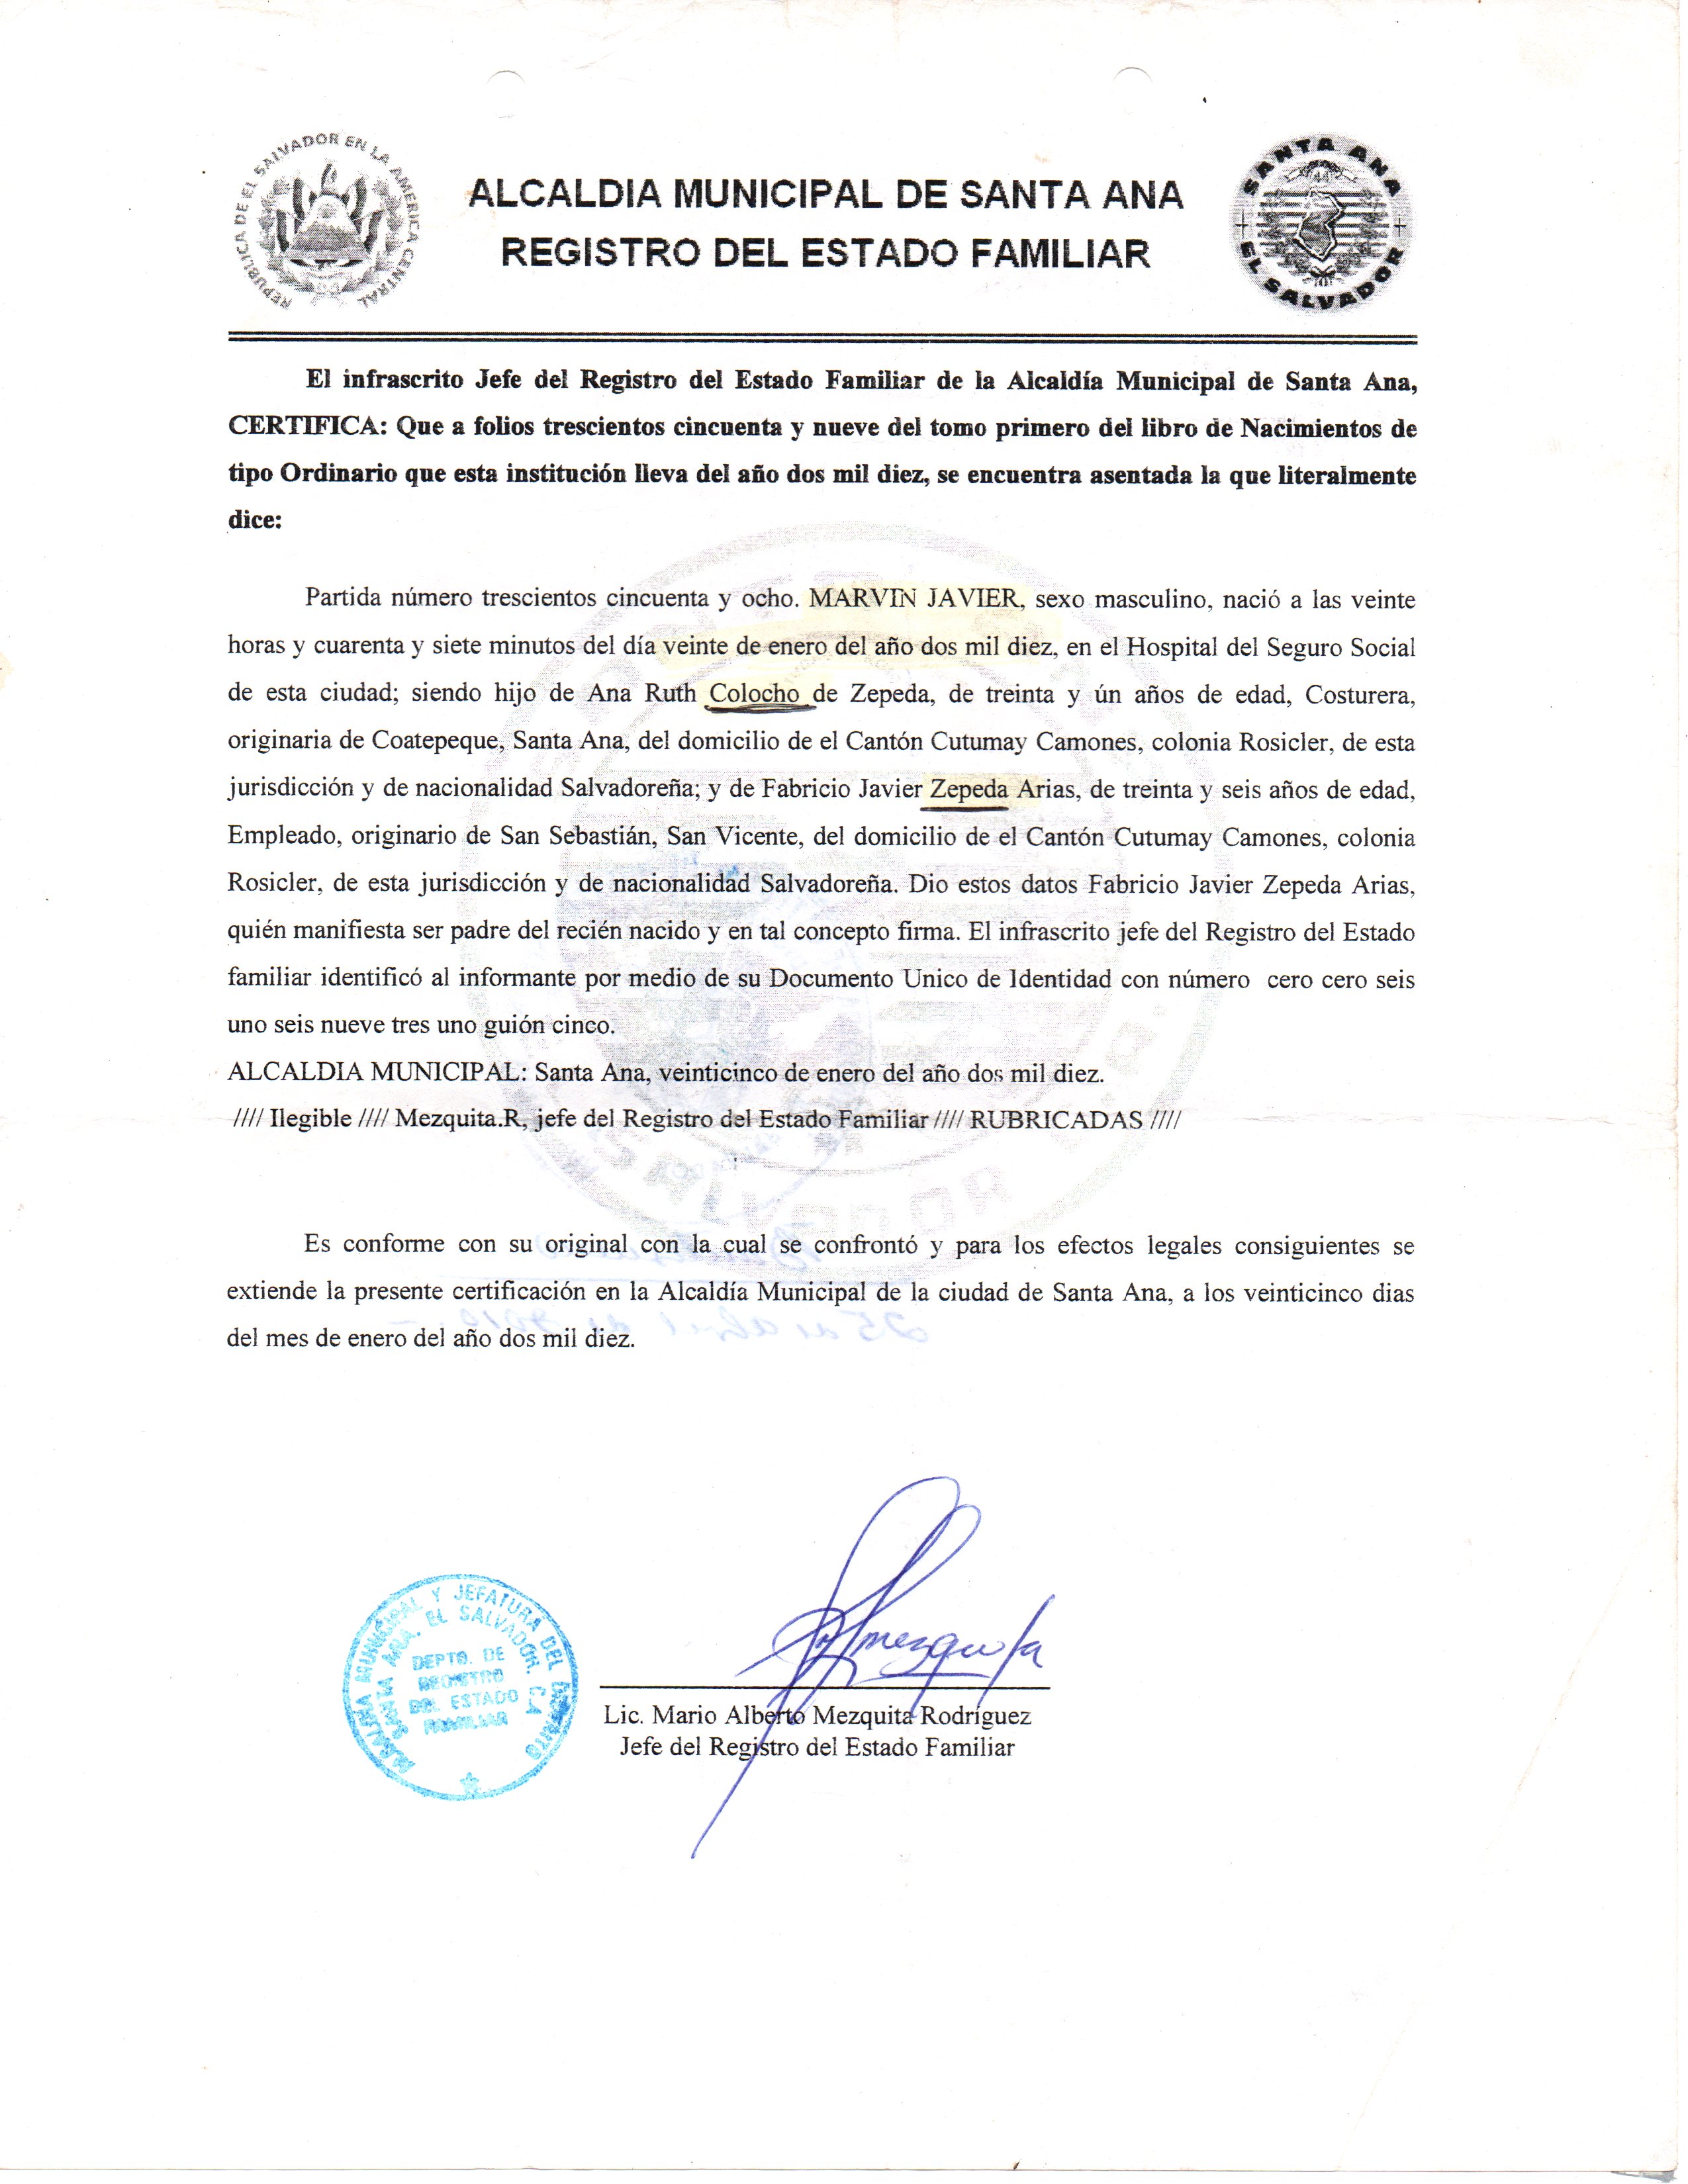 REPUBLICA DE EL SALVADOR EN LA AMERICA CENTRAL
ALCALDIA MUNICIPAL DE SANTA ANA
REGISTRO DEL ESTADO FAMILIAR
SANTA ANA
EL SALVADOR
El infrascrito Jefe del Registro del Estado Familiar de la Alcaldía Municipal de Santa Ana,
CERTIFICA: Que a folios trescientos cincuenta y nueve del tomo primero del libro de Nacimientos de
tipo Ordinario que esta institución lleva del año dos mil diez, se encuentra asentada la que literalmente
dice:
Partida número trescientos cincuenta y ocho. MARVIN JAVIER, sexo masculino, nació a las veinte
horas y cuarenta y siete minutos del día veinte de enero del año dos mil diez, en el Hospital del Seguro Social
de esta ciudad; siendo hijo de Ana Ruth Colocho de Zepeda, de treinta y ún años de edad, Costurera,
originaria de Coatepeque, Santa Ana, del domicilio de el Cantón Cutumay Camones, colonia Rosicler, de esta
jurisdicción y de nacionalidad Salvadoreña; y de Fabricio Javier Zepeda Arias, de treinta y seis años de edad,
Empleado, originario de San Sebastián, San Vicente, del domicilio de el Cantón Cutumay Camones, colonia
Rosicler, de esta jurisdicción y de nacionalidad Salvadoreña. Dio estos datos Fabricio Javier Zepeda Arias,
quién manifiesta ser padre del recién nacido y en tal concepto firma. El infrascrito jefe del Registro del Estado
familiar identificó al informante por medio de su Documento Unico de Identidad con número cero cero seis
uno seis nueve tres uno guión cinco.
ALCALDIA MUNICIPAL: Santa Ana, veinticinco de enero del año dos mil diez.
//// Ilegible //// Mezquita.R, jefe del Registro del Estado Familiar //// RUBRICADAS ////
Es conforme con su original con la cual se confrontó y para los efectos legales consiguientes se
extiende la presente certificación en la Alcaldía Municipal de la ciudad de Santa Ana, a los veinticinco dias
del mes de enero del año dos mil diez.
ALCALDIA MUNICIPAL Y JEFATURA DEL DISTRITO
SANTA ANA, EL SALVADOR, C.A
DEPTO. DE
REGISTRO
DEL ESTADO
FAMILIAR
Lic. Mario Alberto Mezquita Rodríguez
Jefe del Registro del Estado Familiar